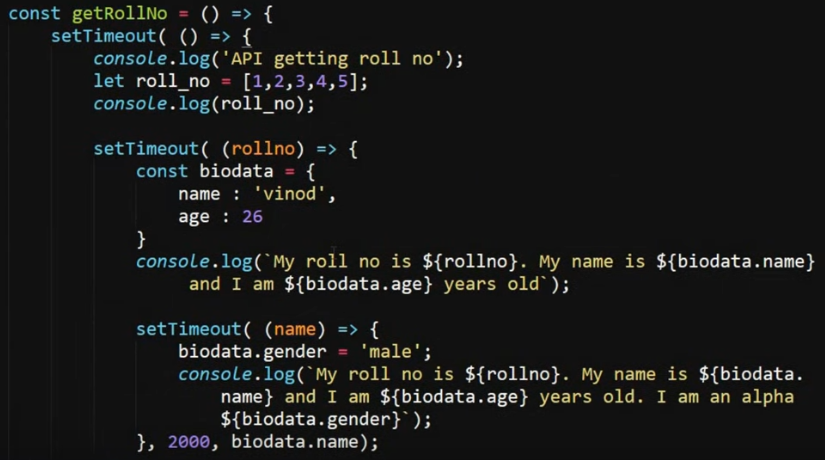 const getRollNo = () => {
setTimeout( () => {
console.log('API getting roll no');
let roll_no = [1,2,3,4,5];
console.log(roll_no);
setTimeout( (rollno) => {
const biodata = {
name : 'vinod',
age : 26
}
console.log(`My roll no is ${rollno}. My name is ${biodata.name}
and I am ${biodata.age} years old`);
setTimeout( (name) => {
biodata.gender = 'male';
console.log(`My roll no is ${rollno}. My name is ${biodata.
name} and I am ${biodata.age} years old. I am an alpha
${biodata.gender}`);
}, 2000, biodata.name);